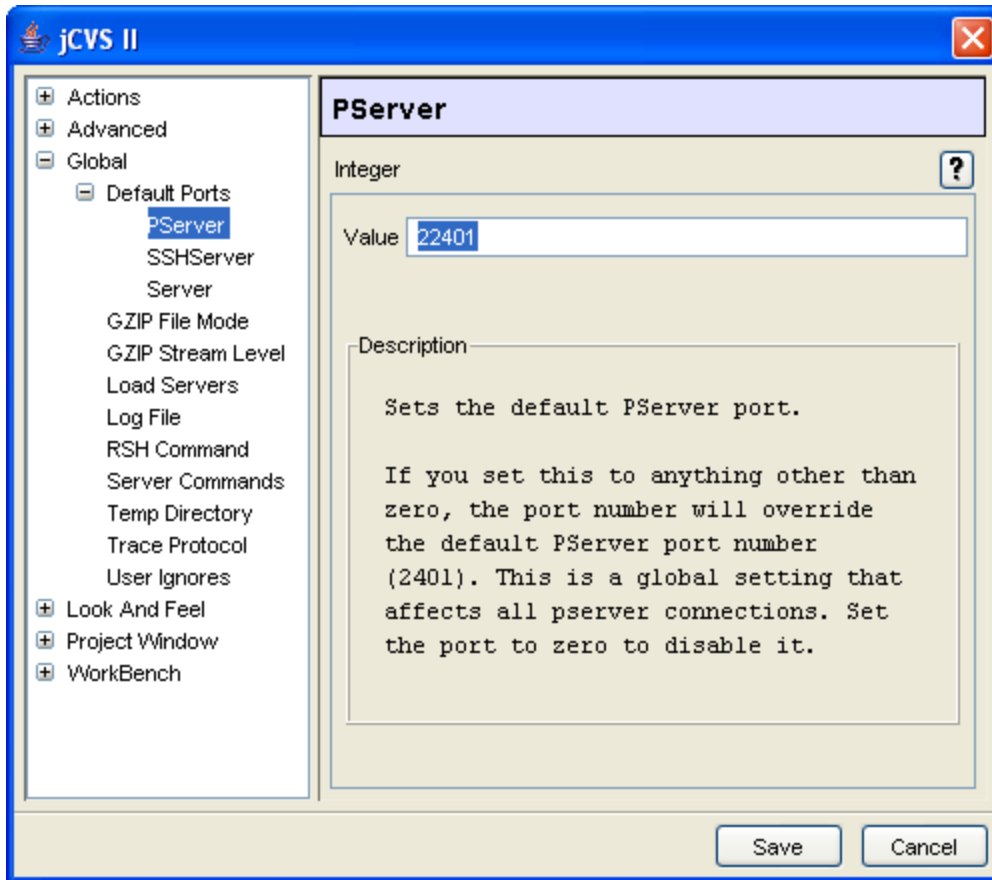 jCVS II
Actions
Advanced
Global
Default Ports
PServer
SSHServer
Server
GZIP File Mode
GZIP Stream Level
Load Servers
Log File
RSH Command
Server Commands
Temp Directory
Trace Protocol
User Ignores
Look And Feel
Project Window
WorkBench
PServer
Integer
?
Value 22401
Description
Sets the default PServer port.
If you set this to anything other than
zero, the port number will override
the default PServer port number
(2401). This is a global setting that
affects all pserver connections. Set
the port to zero to disable it.
Save Cancel